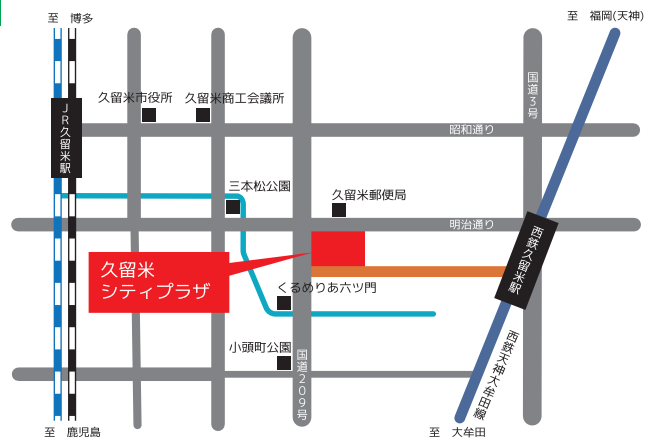 至 博多
至 福岡(天神)
久留米市役所
久留米商工会議所
国道3号
JR久留米駅
昭和通り
三本松公園
久留米郵便局
明治通り
西鉄久留米駅
久留米
シティプラザ
くるめりあ六ツ門
小頭町公園
国道209号
西鉄天神大牟田線
至 鹿児島
至 大牟田